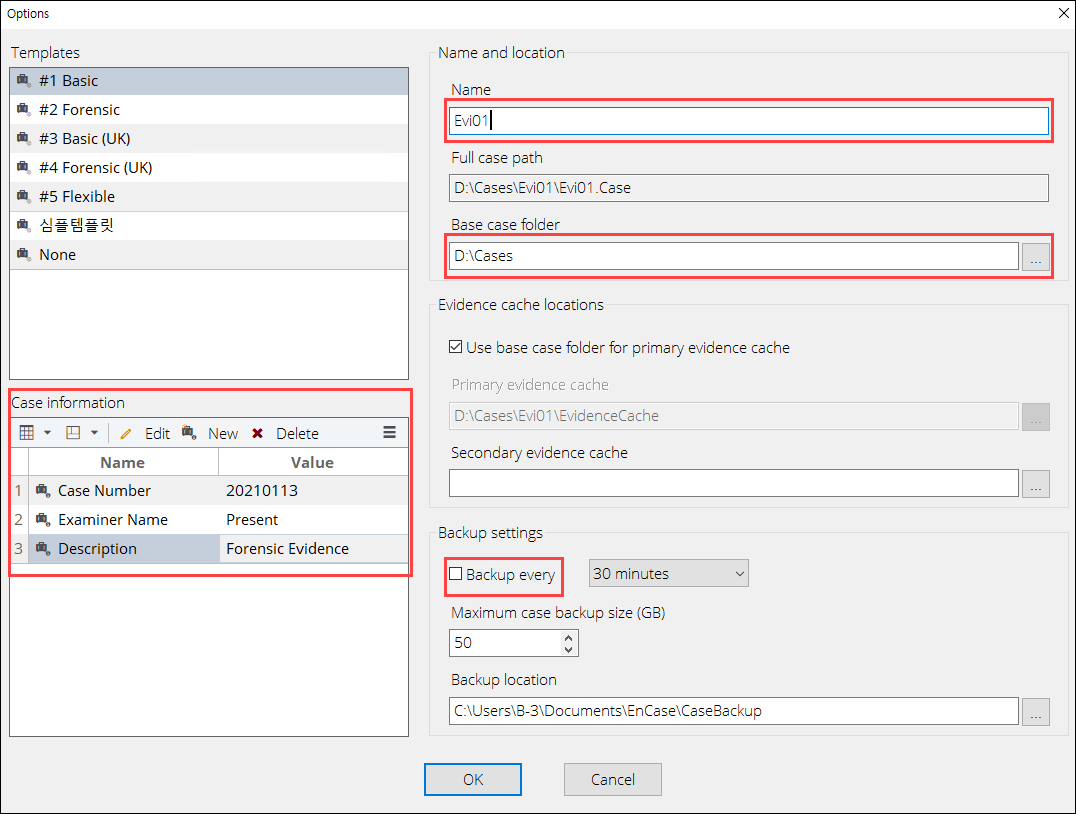 Options
Templates
#1 Basic
#2 Forensic
#3 Basic (UK)
#4 Forensic (UK)
#5 Flexible
심플템플릿
None
Case information
Edit New Delete
Name Value
1 Case Number 20210113
2 Examiner Name Present
3 Description Forensic Evidence
Name and location
Name
Evi01
Full case path
D:\Cases\Evi01\Evi01.Case
Base case folder
D:\Cases ...
Evidence cache locations
Use base case folder for primary evidence cache
Primary evidence cache
D:\Cases\Evi01\EvidenceCache ...
Secondary evidence cache
...
Backup settings
Backup every 30 minutes
Maximum case backup size (GB)
50
Backup location
C:\Users\B-3\Documents\EnCase\CaseBackup ...
OK Cancel